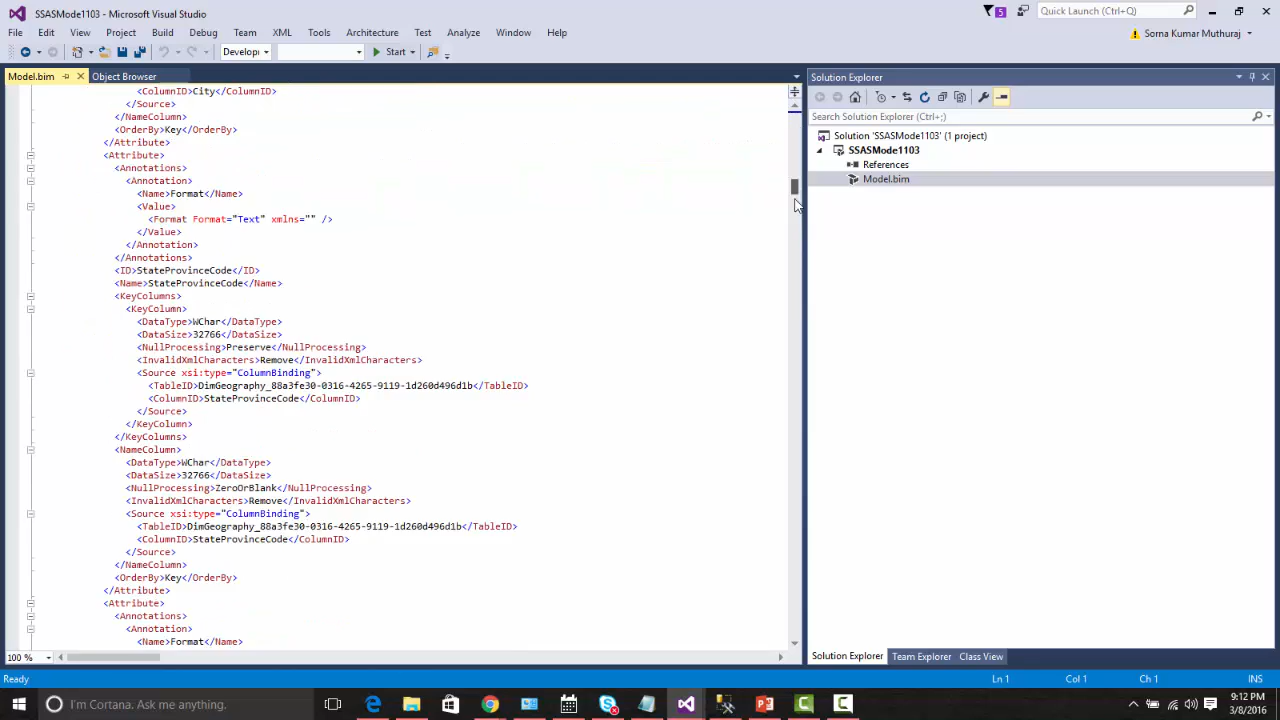 SSASMode1103 - Microsoft Visual Studio
5
Quick Launch (Ctrl+;)
File Edit View Project Build Debug Team XML Tools Architecture Test Analyze Window Help
Sorna Kumar Muthuraj
Develop Start
Model.bim Object Browser
<ColumnID>City</ColumnID>
</Source>
</NameColumn>
<OrderBy>Key</OrderBy>
</Attribute>
<Attribute>
<Annotations>
<Annotation>
<Name>Format</Name>
<Value>
<Format Format="Text" xmlns="" />
</Value>
</Annotation>
</Annotations>
<ID>StateProvinceCode</ID>
<Name>StateProvinceCode</Name>
<KeyColumns>
<KeyColumn>
<DataType>WChar</DataType>
<DataSize>32766</DataSize>
<NullProcessing>Preserve</NullProcessing>
<InvalidXmlCharacters>Remove</InvalidXmlCharacters>
<Source xsi:type="ColumnBinding">
<TableID>DimGeography_88a3fe30-0316-4265-9119-1d260d496d1b</TableID>
<ColumnID>StateProvinceCode</ColumnID>
</Source>
</KeyColumn>
</KeyColumns>
<NameColumn>
<DataType>WChar</DataType>
<DataSize>32766</DataSize>
<NullProcessing>ZeroOrBlank</NullProcessing>
<InvalidXmlCharacters>Remove</InvalidXmlCharacters>
<Source xsi:type="ColumnBinding">
<TableID>DimGeography_88a3fe30-0316-4265-9119-1d260d496d1b</TableID>
<ColumnID>StateProvinceCode</ColumnID>
</Source>
</NameColumn>
<OrderBy>Key</OrderBy>
</Attribute>
<Attribute>
<Annotations>
<Annotation>
<Name>Format</Name>
100 %
Solution Explorer
Search Solution Explorer (Ctrl+;)
Solution 'SSASMode1103' (1 project)
SSASMode1103
References
Model.bim
Solution Explorer Team Explorer Class View
Ready Ln 1 Col 1 Ch 1 INS
I'm Cortana. Ask me anything.
9:12 PM
3/8/2016